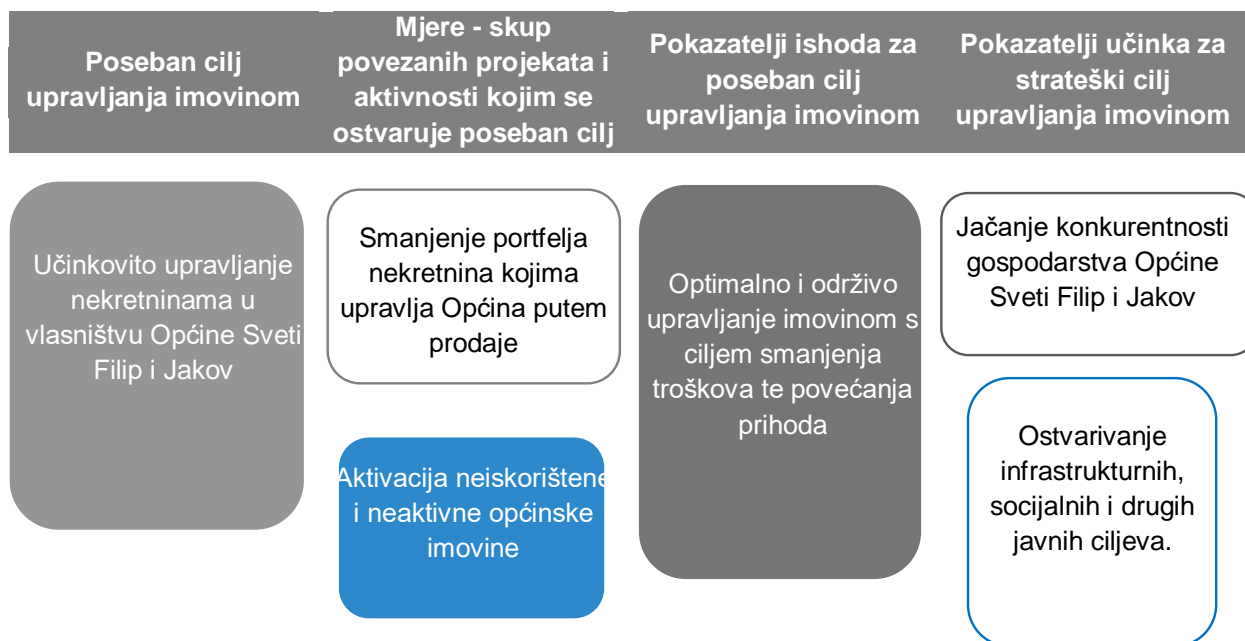 Poseban cilj
upravljanja imovinom
Mjere - skup
povezanih projekata i
aktivnosti kojim se
ostvaruje poseban cilj
Pokazatelji ishoda za
poseban cilj
upravljanja imovinom
Pokazatelji učinka za
strateški cilj
upravljanja imovinom
Učinkovito upravljanje
nekretninama u
vlasništvu Općine Sveti
Filip i Jakov
Smanjenje portfelja
nekretnina kojima
upravlja Općina putem
prodaje
Aktivacija neiskorištene
i neaktivne općinske
imovine
Optimalno i održivo
upravljanje imovinom s
ciljem smanjenja
troškova te povećanja
prihoda
Jačanje konkurentnosti
gospodarstva Općine
Sveti Filip i Jakov
Ostvarivanje
infrastrukturnih,
socijalnih i drugih
javnih ciljeva.